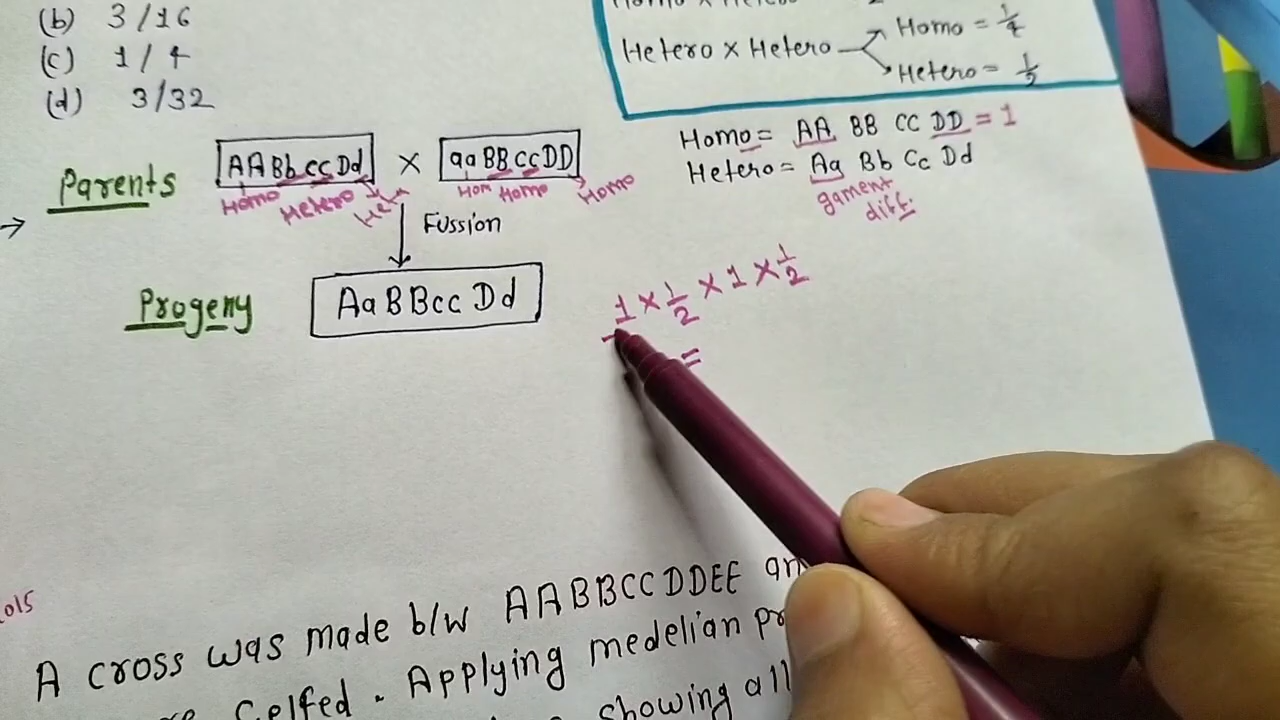 (b) 3/16
(c) 1/4
(d) 3/32
Hetero x Hetero
Homo = 1/4
Hetero = 1/2
Homo = AA BB CC DD = 1
Hetero = Aa Bb Cc Dd
gament
diff.
Parents
AABbccDd x aaBBccDD
Homo Hetero Hom Homo Homo
Fussion
Progeny AaBBccDd
1 x 1/2 x 1 x 1/2
=
A cross was made b/w AABBCCDDEE an
Celfed. Applying medelian pr
showing all